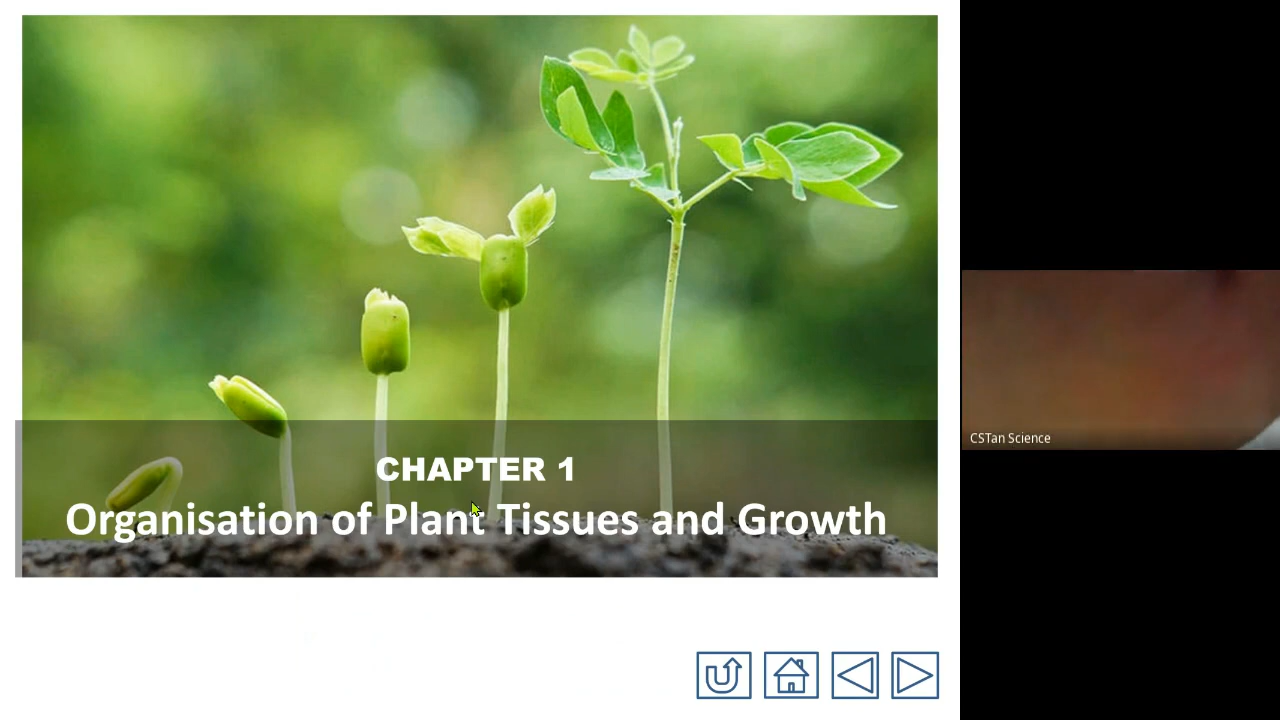 CHAPTER 1
Organisation of Plant Tissues and Growth
CSTan Science